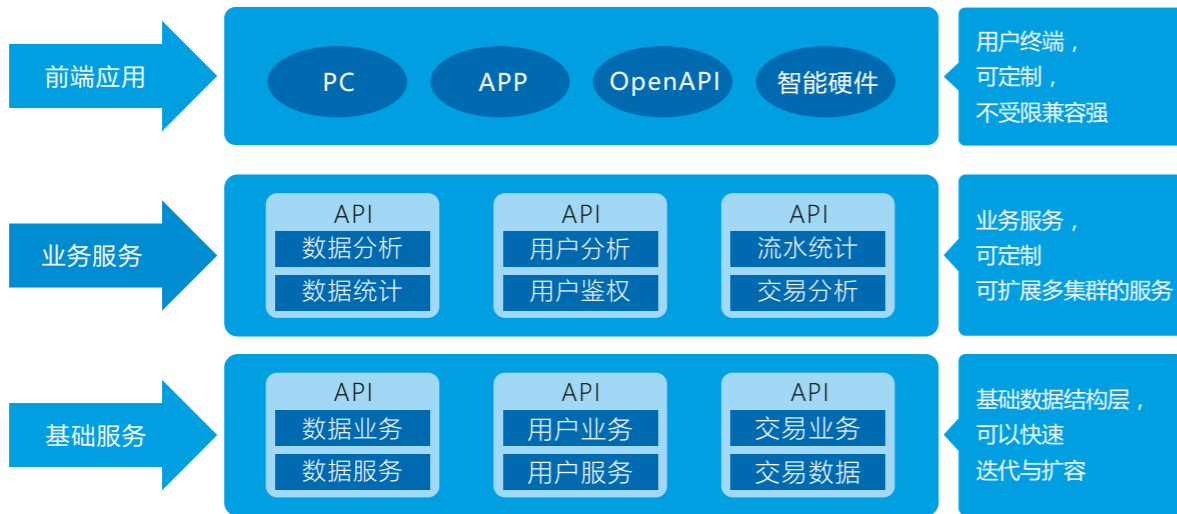 前端应用
PC
APP
OpenAPI
智能硬件
用户终端，
可定制，
不受限兼容强
业务服务
API
数据分析
数据统计
API
用户分析
用户鉴权
API
流水统计
交易分析
业务服务，
可定制
可扩展多集群的服务
基础服务
API
数据业务
数据服务
API
用户业务
用户服务
API
交易业务
交易数据
基础数据结构层，
可以快速
迭代与扩容